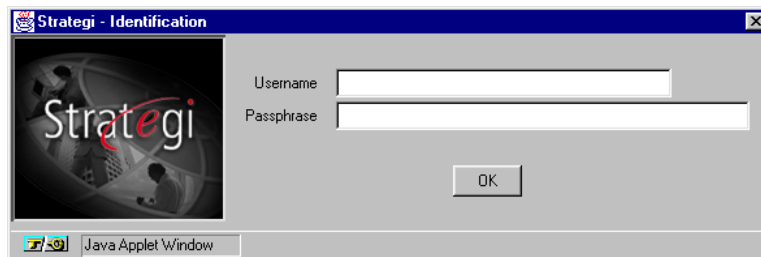 Strategi - Identification
Strategi
Username
Passphrase
OK
Java Applet Window